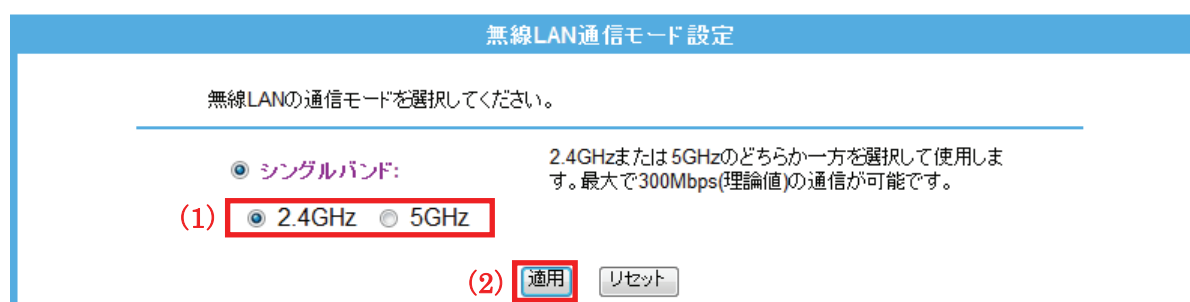 無線LAN通信モード設定
無線LANの通信モードを選択してください。
シングルバンド:
2.4GHzまたは5GHzのどちらか一方を選択して使用しま
す。最大で300Mbps(理論値)の通信が可能です。
(1) 2.4GHz 5GHz
(2) 適用 リセット